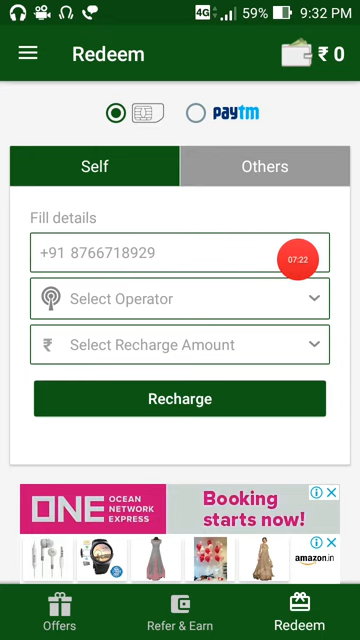 4G 59% 9:32 PM
Redeem ₹ 0
paytm
Self Others
Fill details
+91 8766718929
07:22
Select Operator
₹ Select Recharge Amount
Recharge
ONE OCEAN NETWORK EXPRESS Booking starts now!
amazon.in
Offers Refer & Earn Redeem